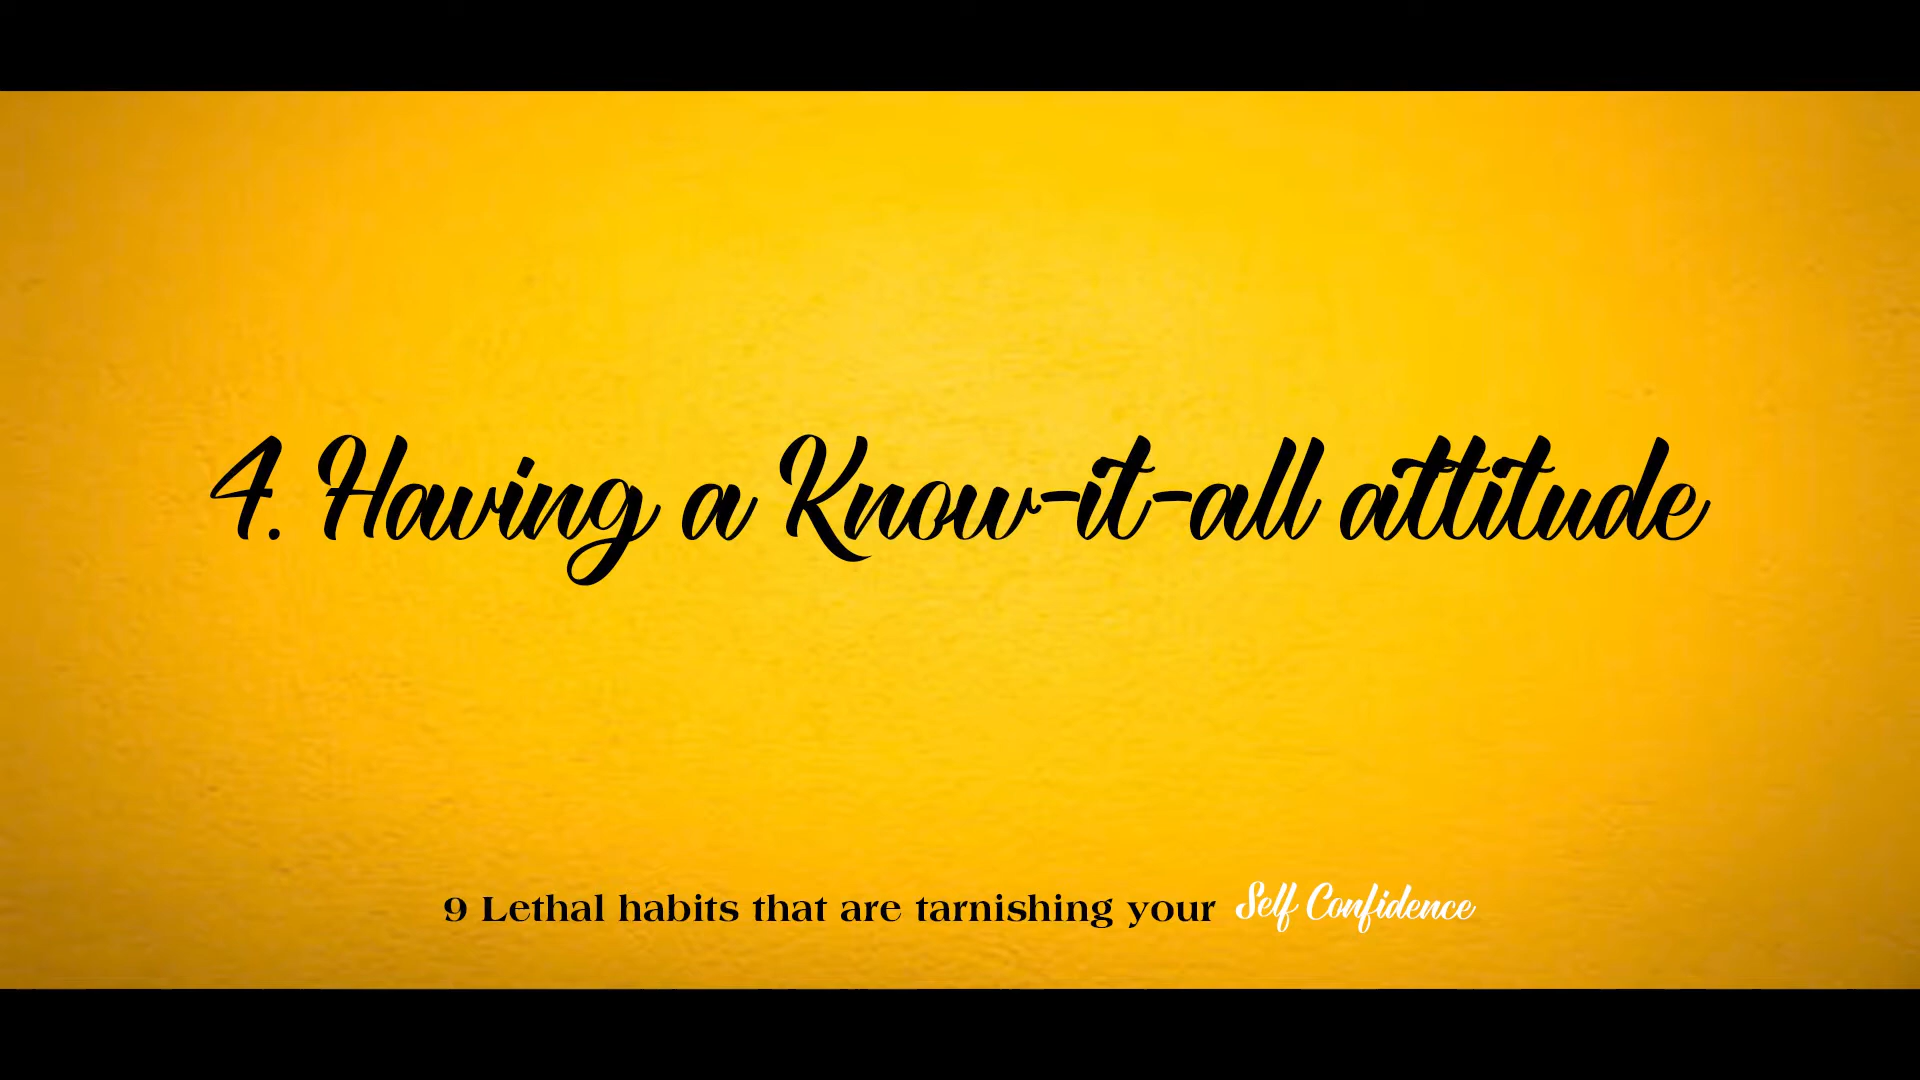 4. Having a Know-it-all attitude
9 Lethal habits that are tarnishing your Self Confidence